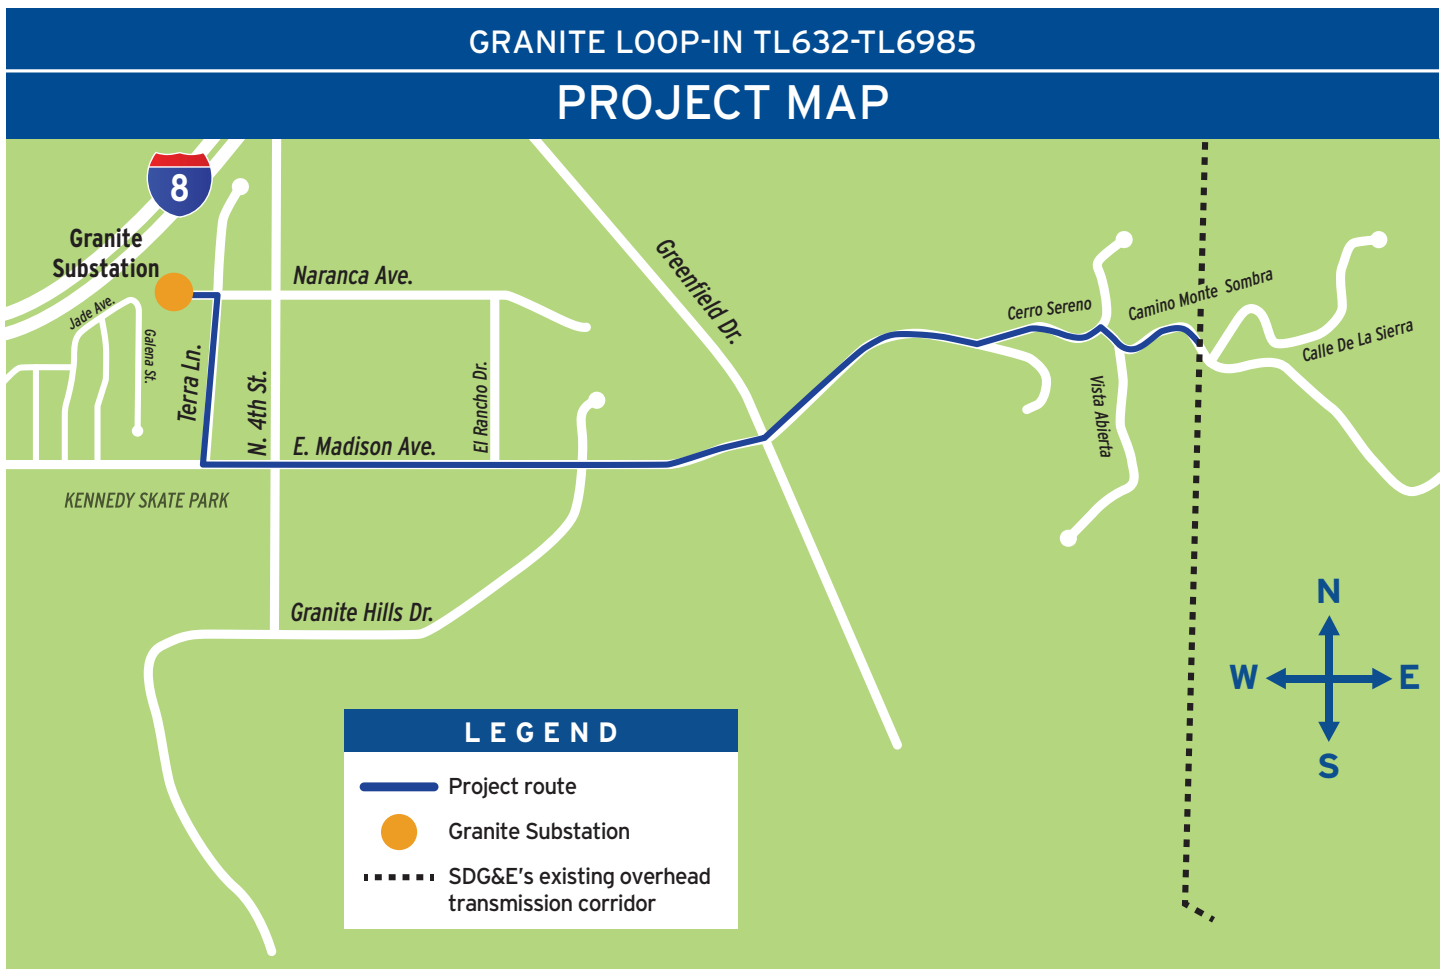 GRANITE LOOP-IN TL632-TL6985
PROJECT MAP
8
Granite
Substation
Jade Ave.
Galena St.
Terra Ln.
N. 4th St.
Naranca Ave.
El Rancho Dr.
E. Madison Ave.
KENNEDY SKATE PARK
Granite Hills Dr.
Greenfield Dr.
Cerro Sereno
Camino Monte Sombra
Vista Abierta
Calle De La Sierra
N
W
E
S
LEGEND
Project route
Granite Substation
SDG&E's existing overhead
transmission corridor